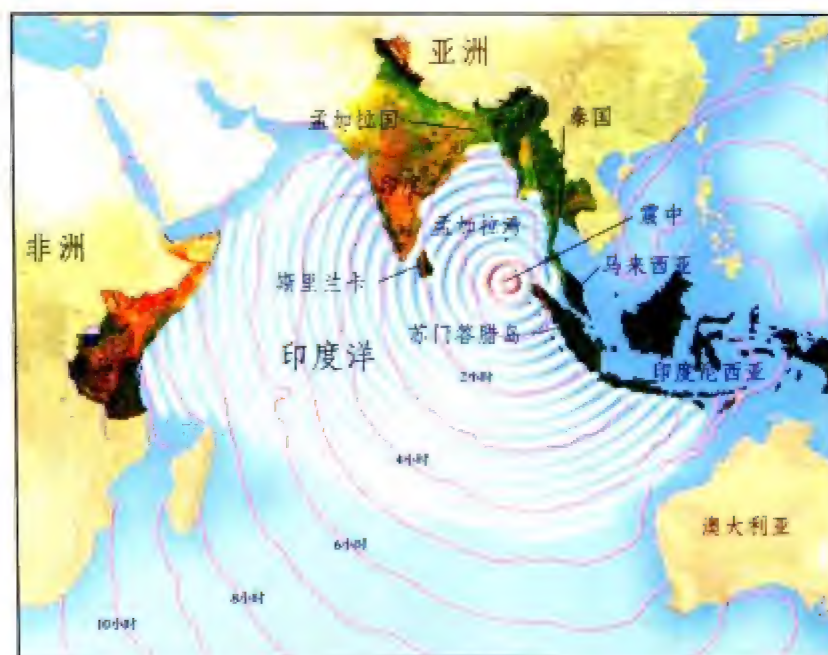 亚洲
孟加拉国
泰国
印度
孟加拉湾
震中
非洲
斯里兰卡
马来西亚
苏门答腊岛
印度洋
印度尼西亚
2小时
4小时
澳大利亚
6小时
8小时
10小时